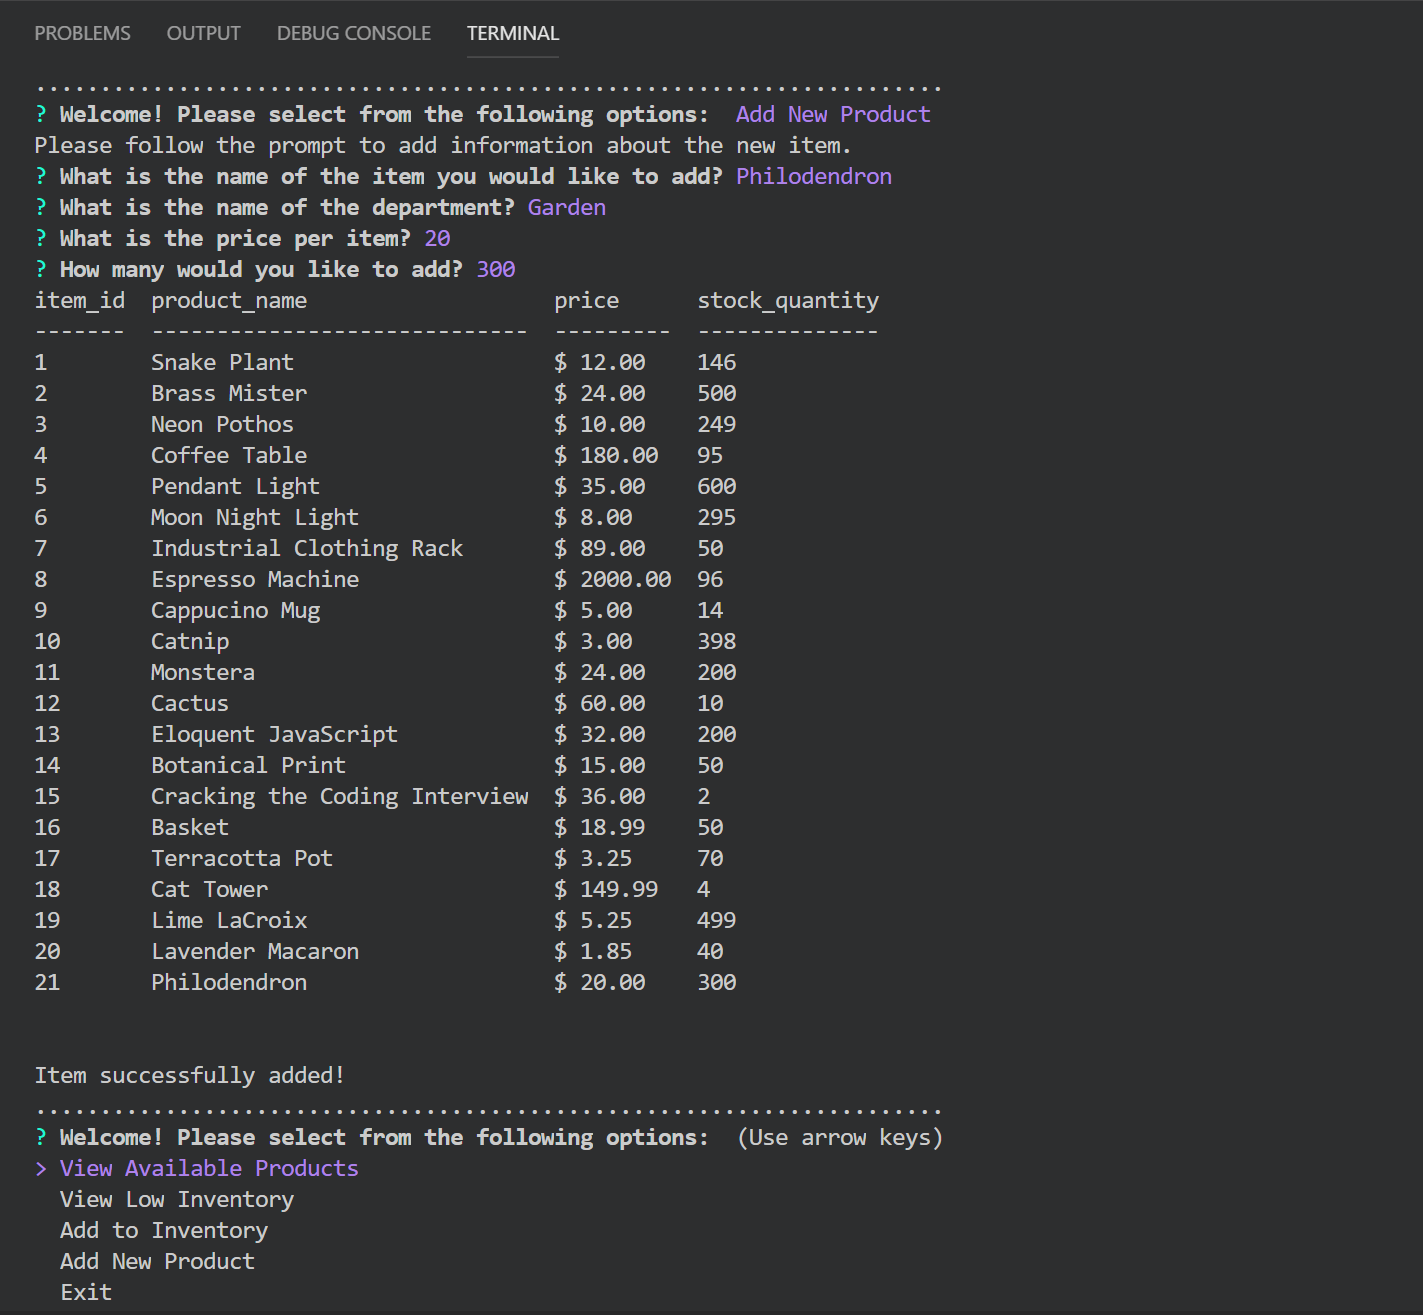 PROBLEMS OUTPUT DEBUG CONSOLE TERMINAL
......................................................................
? Welcome! Please select from the following options:  Add New Product
Please follow the prompt to add information about the new item.
? What is the name of the item you would like to add? Philodendron
? What is the name of the department? Garden
? What is the price per item? 20
? How many would you like to add? 300
item_id  product_name                   price      stock_quantity
-------  -----------------------------  ---------  --------------
1        Snake Plant                    $ 12.00    146
2        Brass Mister                   $ 24.00    500
3        Neon Pothos                    $ 10.00    249
4        Coffee Table                   $ 180.00   95
5        Pendant Light                  $ 35.00    600
6        Moon Night Light               $ 8.00     295
7        Industrial Clothing Rack       $ 89.00    50
8        Espresso Machine               $ 2000.00  96
9        Cappucino Mug                  $ 5.00     14
10       Catnip                         $ 3.00     398
11       Monstera                       $ 24.00    200
12       Cactus                         $ 60.00    10
13       Eloquent JavaScript            $ 32.00    200
14       Botanical Print                $ 15.00    50
15       Cracking the Coding Interview  $ 36.00    2
16       Basket                         $ 18.99    50
17       Terracotta Pot                 $ 3.25     70
18       Cat Tower                      $ 149.99   4
19       Lime LaCroix                   $ 5.25     499
20       Lavender Macaron               $ 1.85     40
21       Philodendron                   $ 20.00    300
Item successfully added!
......................................................................
? Welcome! Please select from the following options:  (Use arrow keys)
> View Available Products
  View Low Inventory
  Add to Inventory
  Add New Product
  Exit